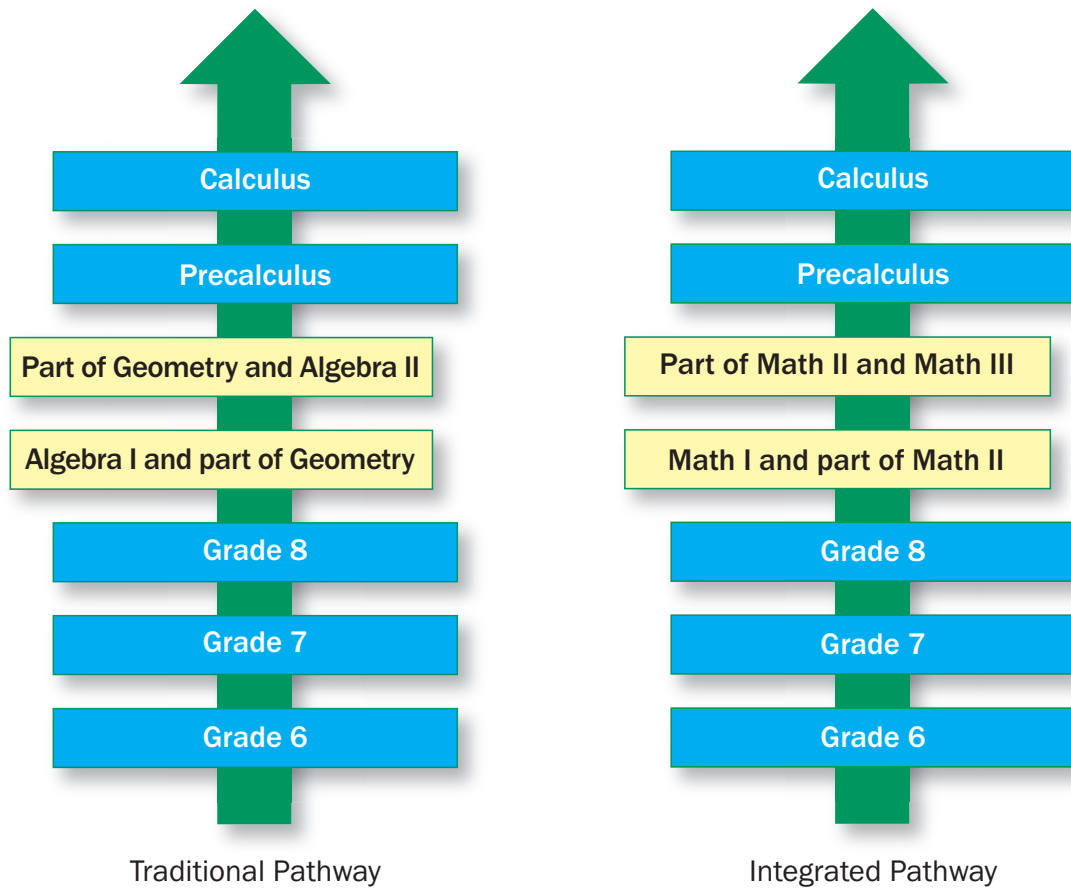 Calculus
Precalculus
Part of Geometry and Algebra II
Algebra I and part of Geometry
Grade 8
Grade 7
Grade 6
Traditional Pathway
Calculus
Precalculus
Part of Math II and Math III
Math I and part of Math II
Grade 8
Grade 7
Grade 6
Integrated Pathway